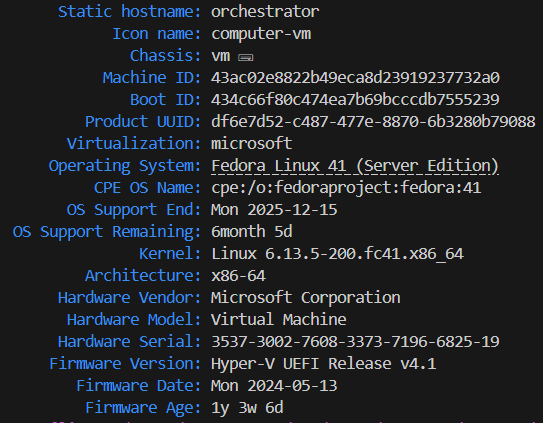 Static hostname: orchestrator
Icon name: computer-vm
Chassis: vm 🖴
Machine ID: 43ac02e8822b49eca8d23919237732a0
Boot ID: 434c66f80c474ea7b69bcccdb7555239
Product UUID: df6e7d52-c487-477e-8870-6b3280b79088
Virtualization: microsoft
Operating System: Fedora Linux 41 (Server Edition)
CPE OS Name: cpe:/o:fedoraproject:fedora:41
OS Support End: Mon 2025-12-15
OS Support Remaining: 6month 5d
Kernel: Linux 6.13.5-200.fc41.x86_64
Architecture: x86-64
Hardware Vendor: Microsoft Corporation
Hardware Model: Virtual Machine
Hardware Serial: 3537-3002-7608-3373-7196-6825-19
Firmware Version: Hyper-V UEFI Release v4.1
Firmware Date: Mon 2024-05-13
Firmware Age: 1y 3w 6d